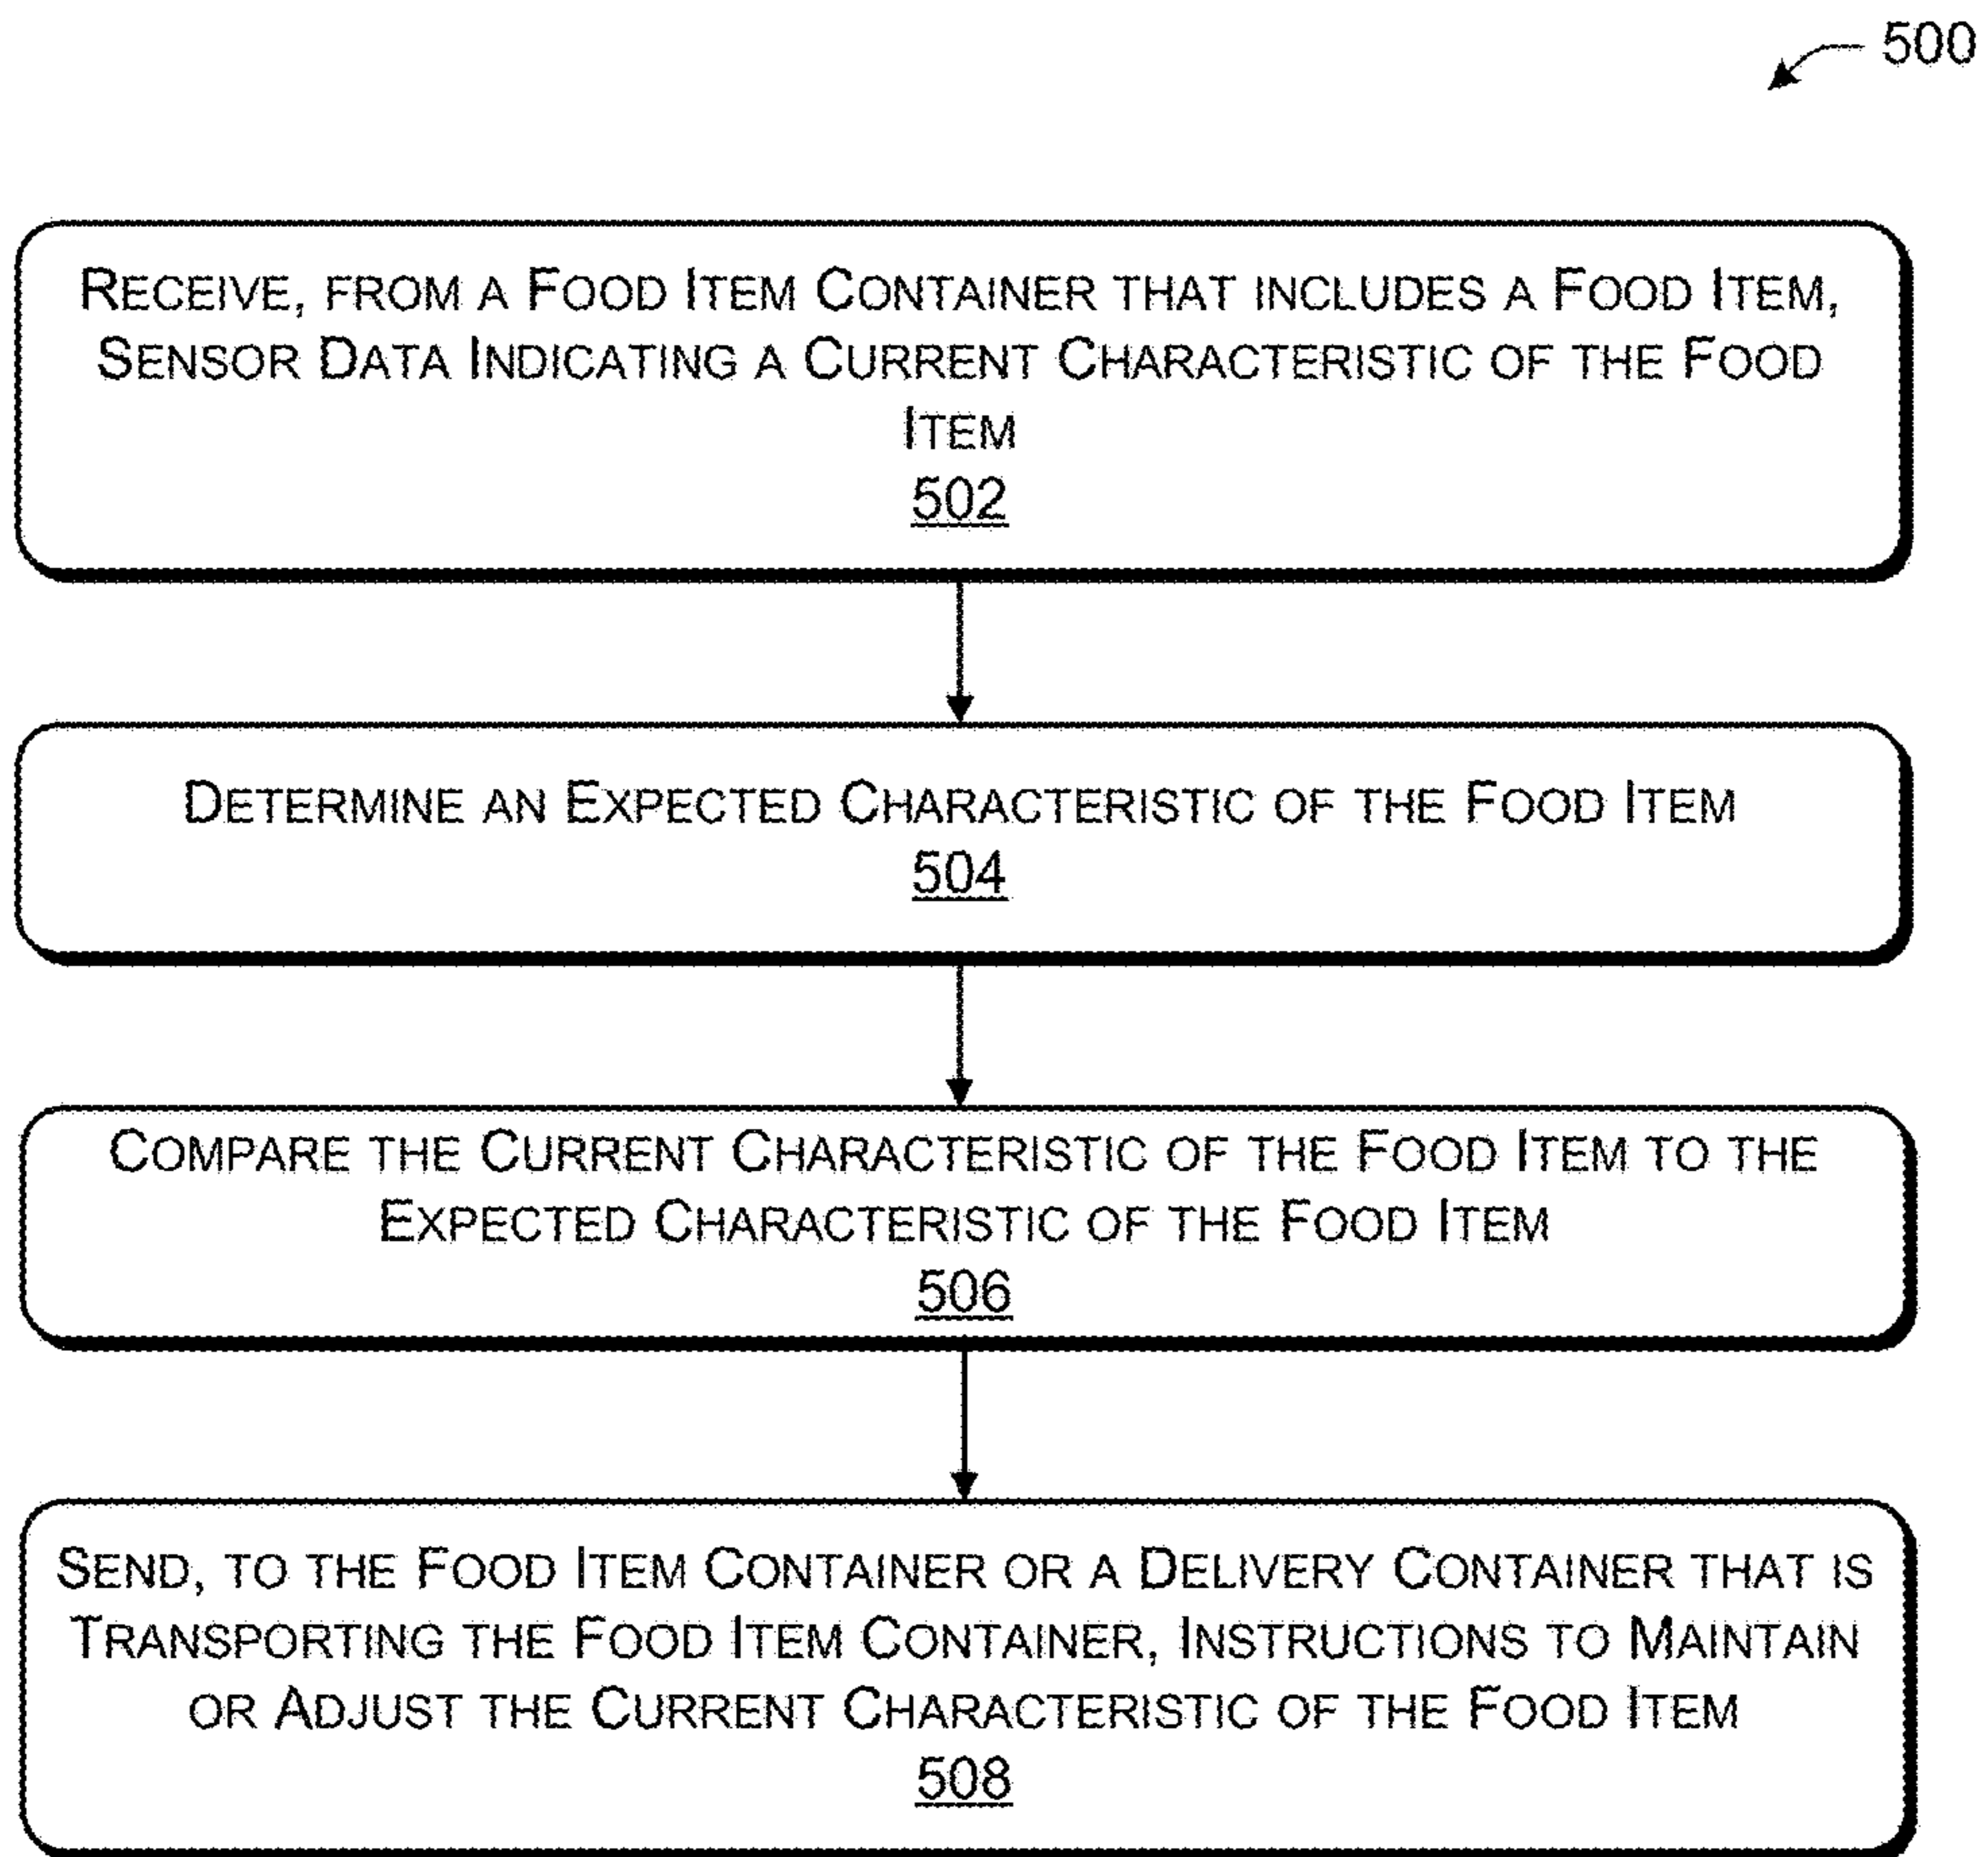 500
RECEIVE, FROM A FOOD ITEM CONTAINER THAT INCLUDES A FOOD ITEM,
SENSOR DATA INDICATING A CURRENT CHARACTERISTIC OF THE FOOD
ITEM
502
DETERMINE AN EXPECTED CHARACTERISTIC OF THE FOOD ITEM
504
COMPARE THE CURRENT CHARACTERISTIC OF THE FOOD ITEM TO THE
EXPECTED CHARACTERISTIC OF THE FOOD ITEM
506
SEND, TO THE FOOD ITEM CONTAINER OR A DELIVERY CONTAINER THAT IS
TRANSPORTING THE FOOD ITEM CONTAINER, INSTRUCTIONS TO MAINTAIN
OR ADJUST THE CURRENT CHARACTERISTIC OF THE FOOD ITEM
508